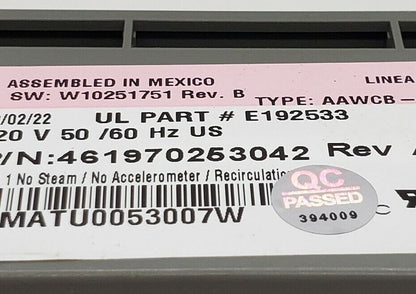 ASSEMBLED IN MEXICO
LINEA
SW: W10251751 Rev. B
TYPE: AAWCB –
/02/22
UL PART # E192533
20 V 50 /60 Hz US
P/N:461970253042 Rev
1 No Steam / No Accelerometer / Recirculation
QC
PASSED
394009
MATU0053007W
C